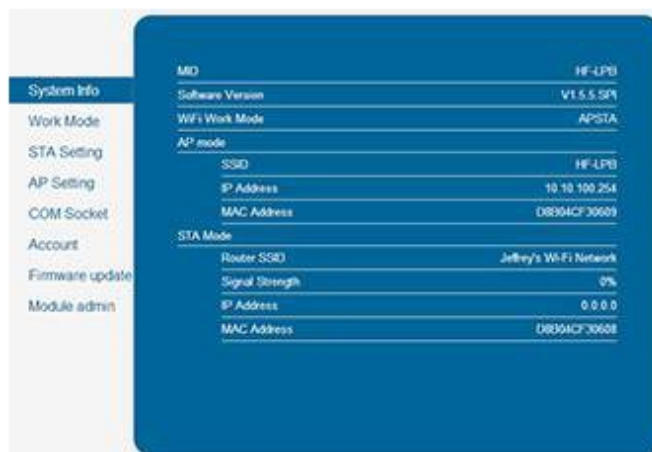 System Info
Work Mode
STA Setting
AP Setting
COM Socket
Account
Firmware update
Module admin
MID HF-LPB
Software Version V1.5.5.SPI
WiFi Work Mode APSTA
AP mode
SSID HF-LPB
IP Address 10.10.100.254
MAC Address D8B04CF30609
STA Mode
Router SSID Jeffrey's Wi-Fi Network
Signal Strength 0%
IP Address 0.0.0.0
MAC Address D8B04CF30608